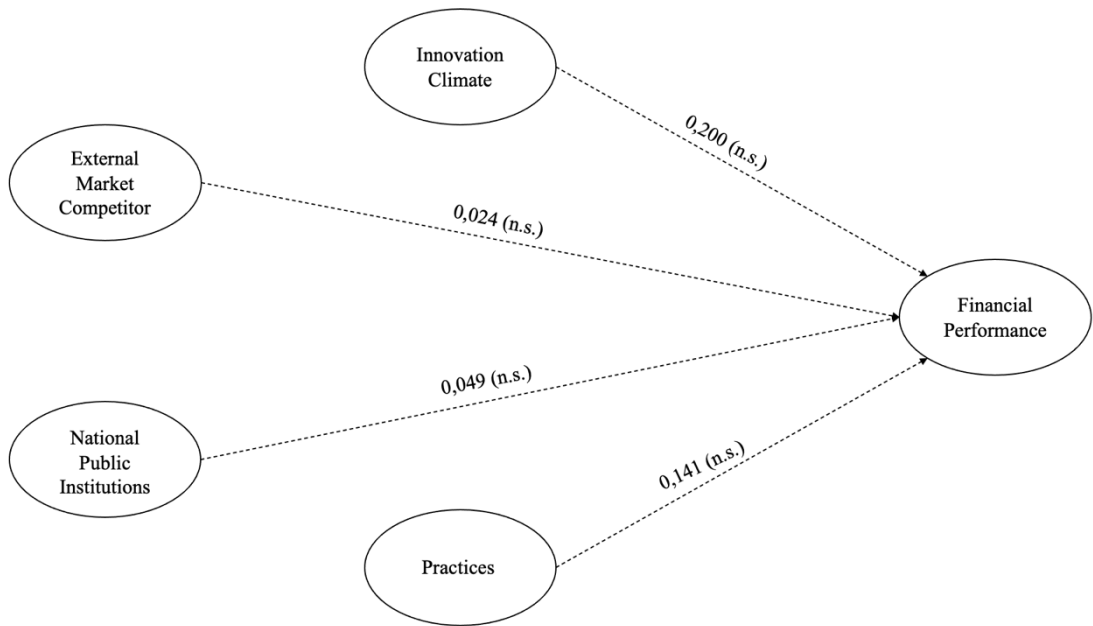 Innovation
Climate
0,200 (n.s.)
External
Market
Competitor
0,024 (n.s.)
Financial
Performance
0,049 (n.s.)
National
Public
Institutions
0,141 (n.s.)
Practices